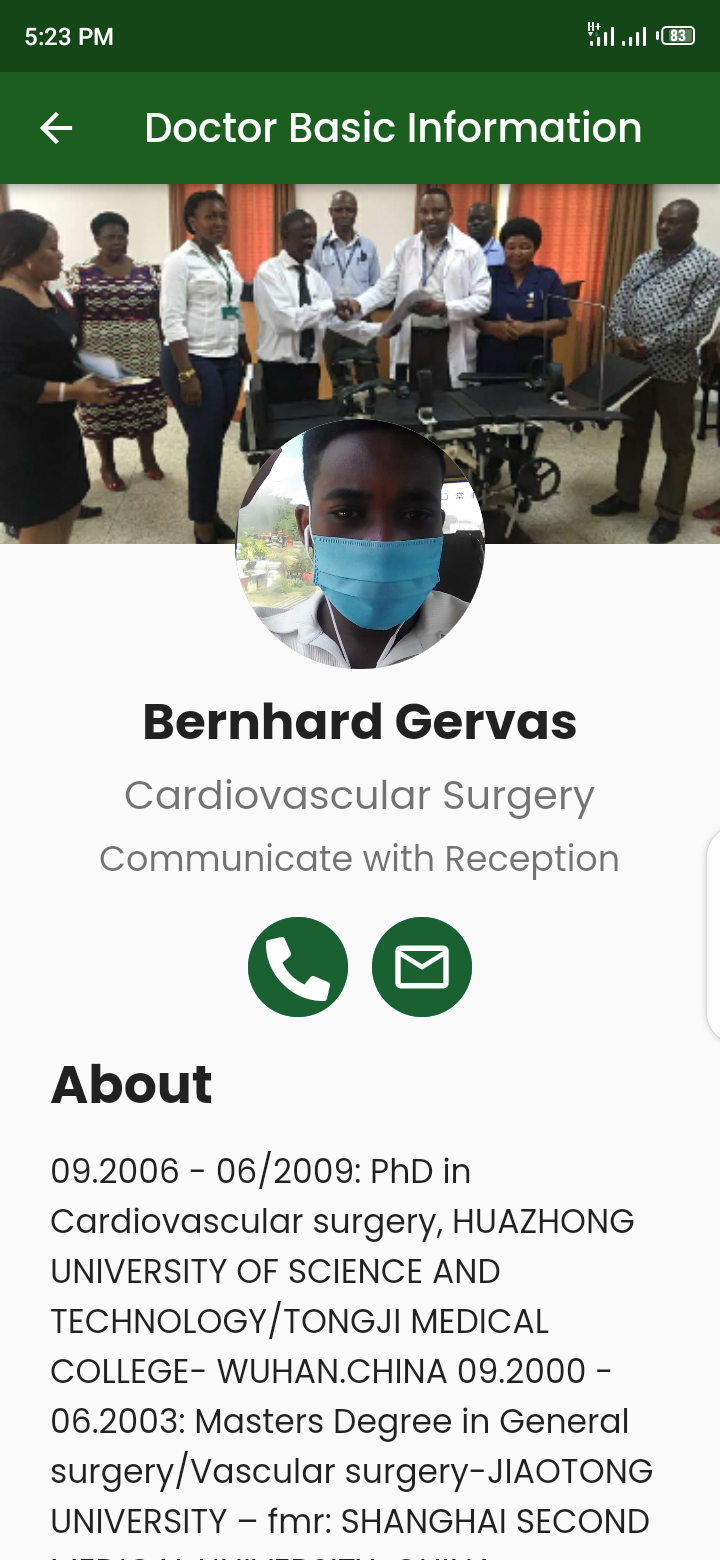 5:23 PM
H+
83
Doctor Basic Information
Bernhard Gervas
Cardiovascular Surgery
Communicate with Reception
About
09.2006 - 06/2009: PhD in
Cardiovascular surgery, HUAZHONG
UNIVERSITY OF SCIENCE AND
TECHNOLOGY/TONGJI MEDICAL
COLLEGE- WUHAN.CHINA 09.2000 -
06.2003: Masters Degree in General
surgery/Vascular surgery-JIAOTONG
UNIVERSITY – fmr: SHANGHAI SECOND